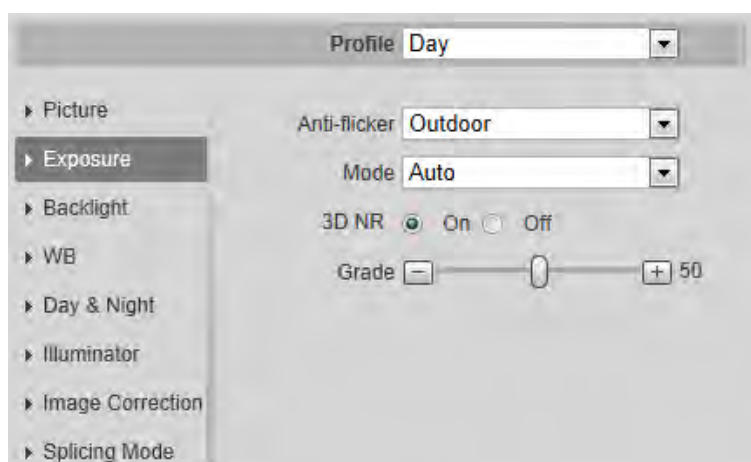 Profile Day
Picture
Anti-flicker Outdoor
Exposure
Mode Auto
Backlight
3D NR On Off
WB
Grade 50
Day & Night
Illuminator
Image Correction
Splicing Mode